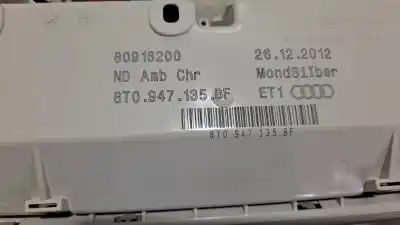 80916200 26.12.2012
ND Amb Chr MondSilber
8T0.947.135.BF ET1
8T0 947 135 BF